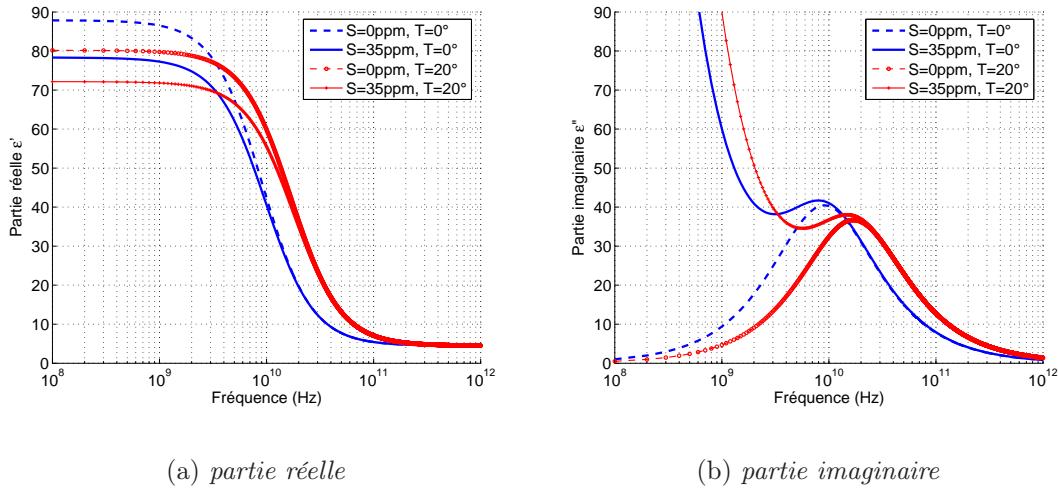 90
80
70
60
50
40
30
20
10
0
Partie réelle ε'
10^8
10^9
10^10
10^11
10^12
Fréquence (Hz)
S=0ppm, T=0°
S=35ppm, T=0°
S=0ppm, T=20°
S=35ppm, T=20°
(a) partie réelle
90
80
70
60
50
40
30
20
10
0
Partie imaginaire ε"
10^8
10^9
10^10
10^11
10^12
Fréquence (Hz)
S=0ppm, T=0°
S=35ppm, T=0°
S=0ppm, T=20°
S=35ppm, T=20°
(b) partie imaginaire